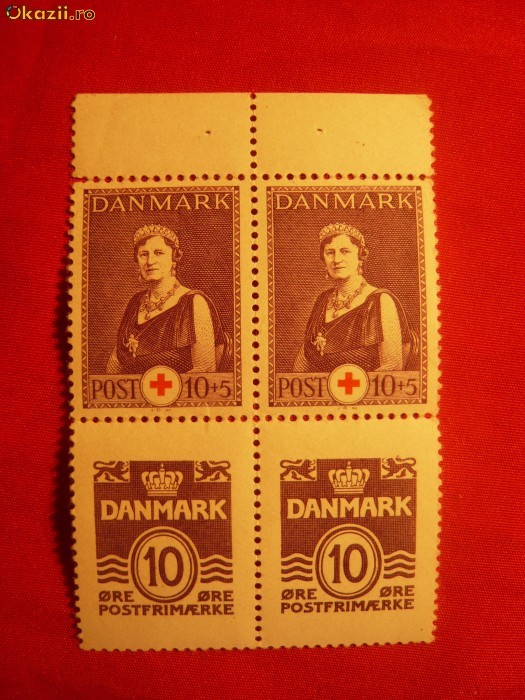 Okazii.ro
DANMARK
POST 10+5
DANMARK
POST 10+5
DANMARK
10
ØRE ØRE
POSTFRIMÆRKE
DANMARK
10
ØRE ØRE
POSTFRIMÆRKE